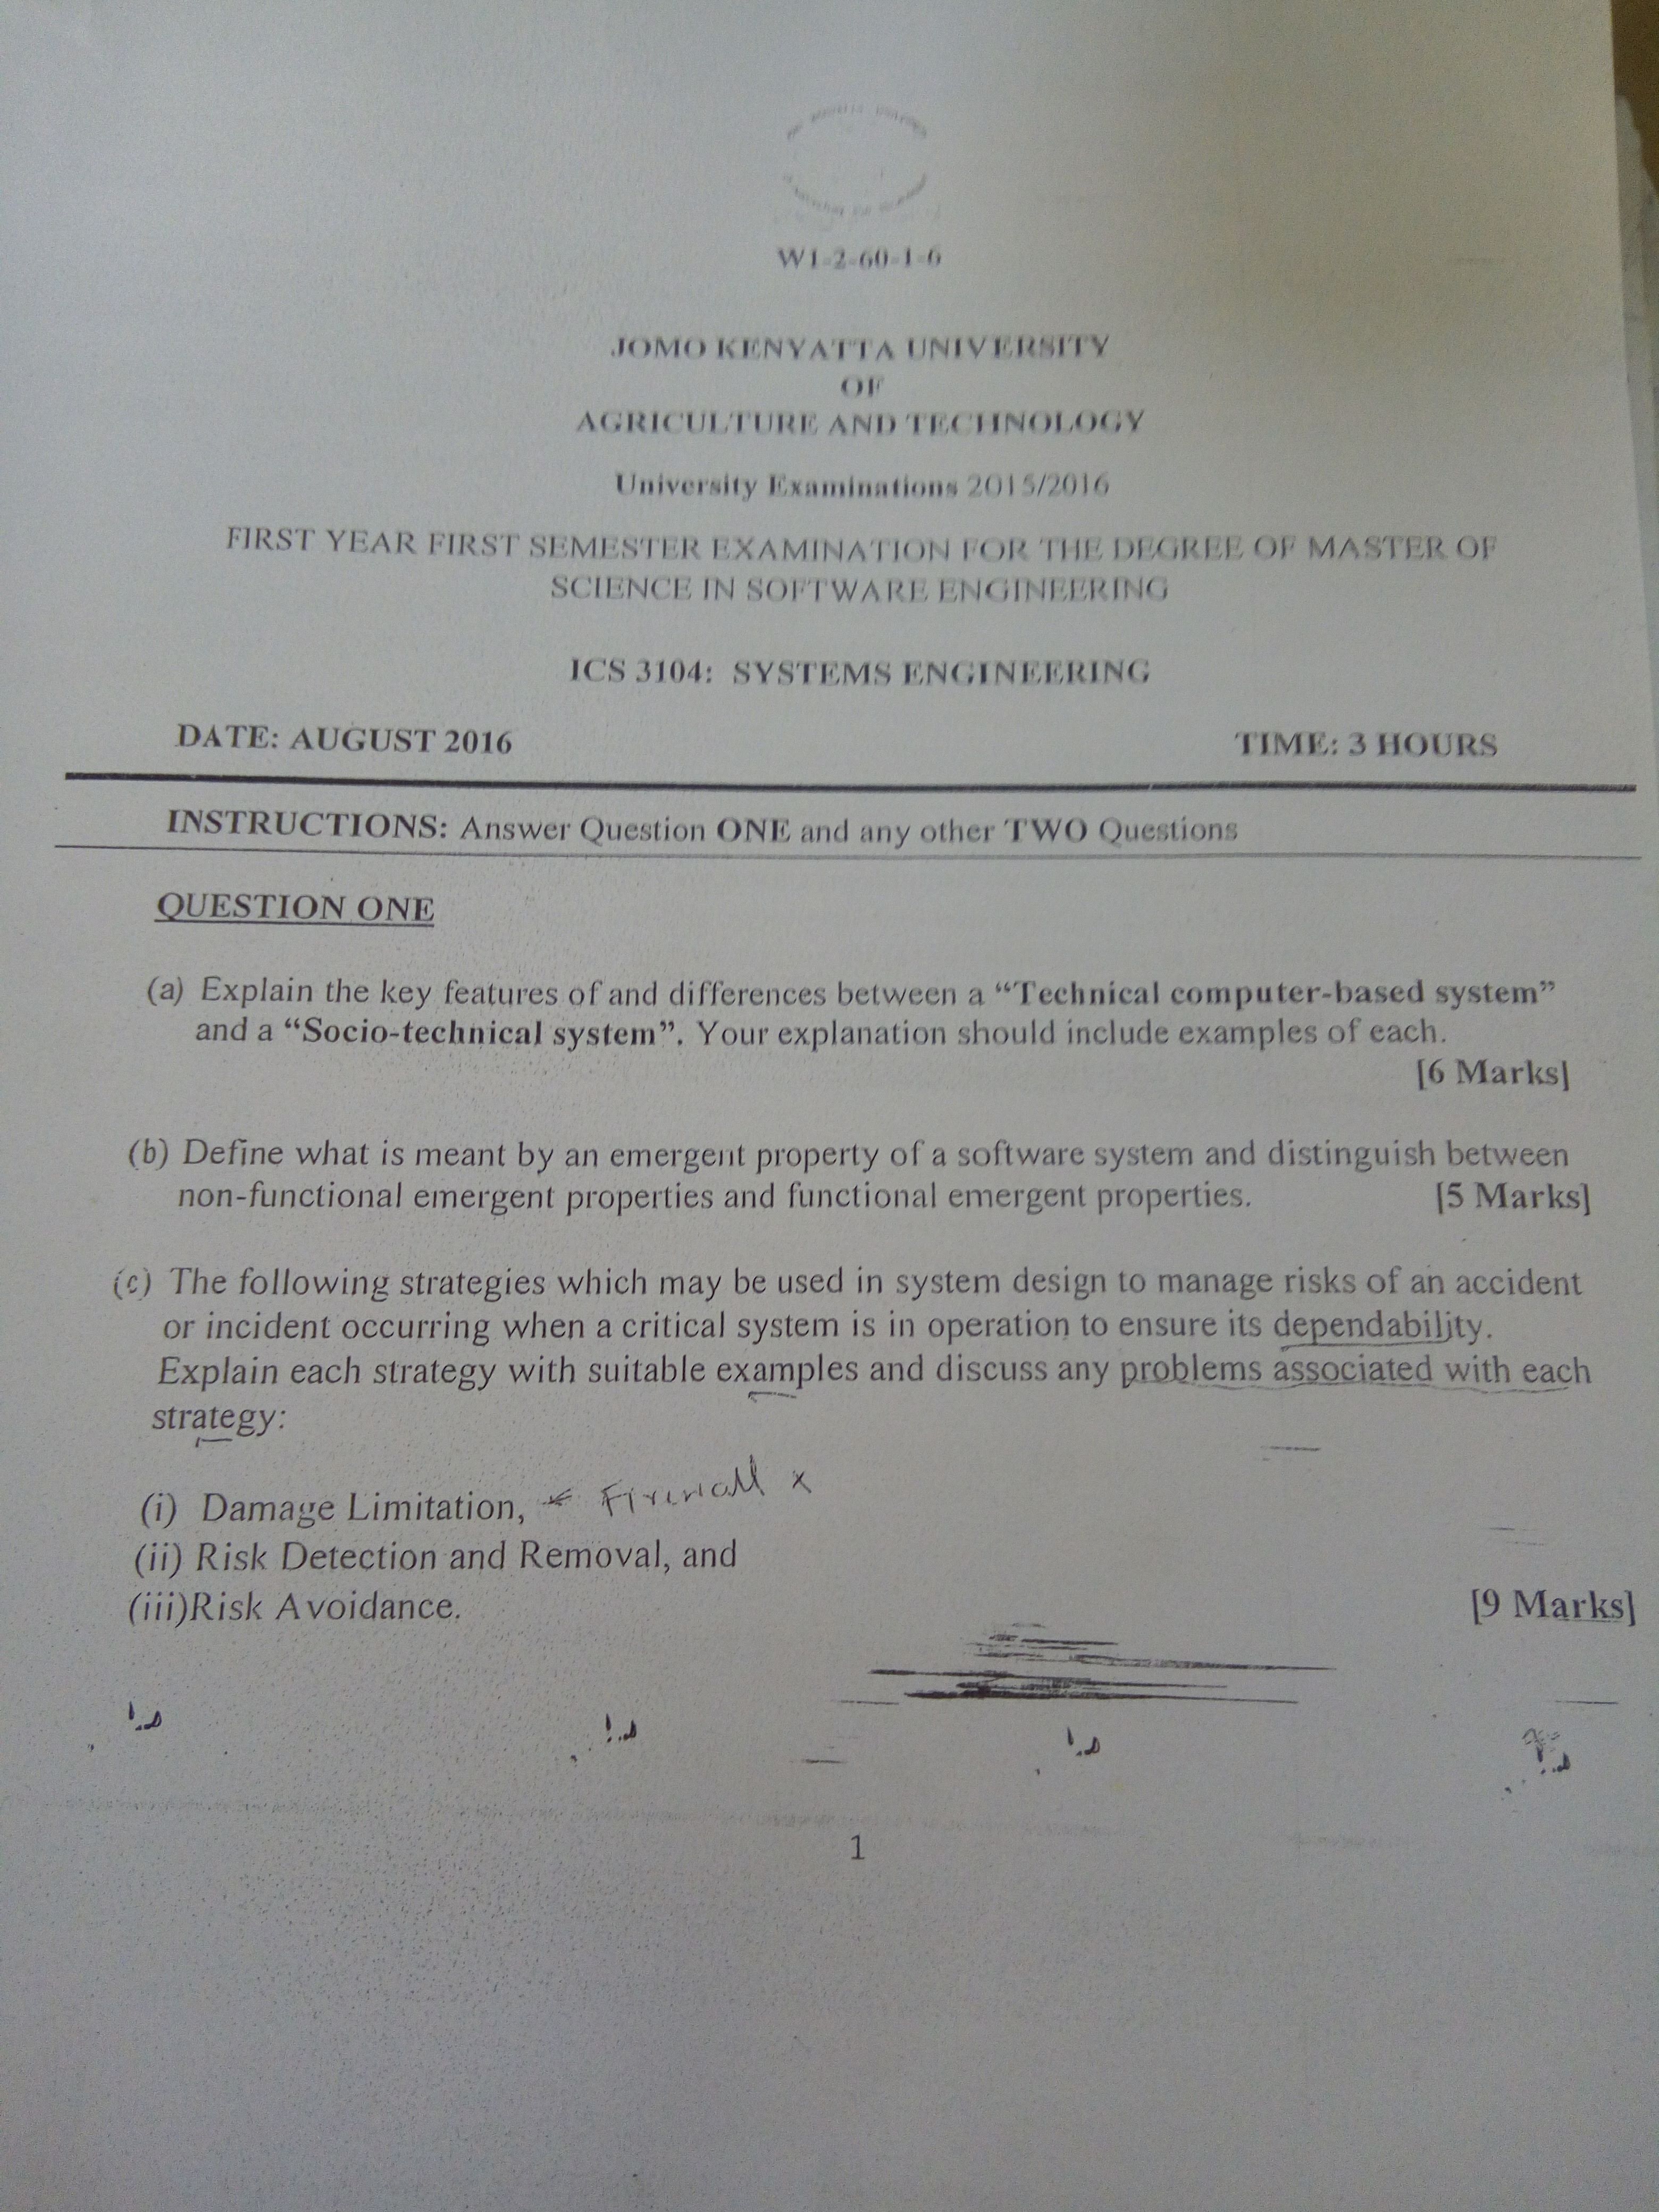 W1-2-60-1-6
JOMO KENYATTA UNIVERSITY
OF
AGRICULTURE AND TECHNOLOGY
University Examinations 2015/2016
FIRST YEAR FIRST SEMESTER EXAMINATION FOR THE DEGREE OF MASTER OF
SCIENCE IN SOFTWARE ENGINEERING
ICS 3104: SYSTEMS ENGINEERING
DATE: AUGUST 2016 TIME: 3 HOURS
INSTRUCTIONS: Answer Question ONE and any other TWO Questions
QUESTION ONE
(a) Explain the key features of and differences between a “Technical computer-based system”
and a “Socio-technical system”. Your explanation should include examples of each.
[6 Marks]
(b) Define what is meant by an emergent property of a software system and distinguish between
non-functional emergent properties and functional emergent properties. [5 Marks]
(c) The following strategies which may be used in system design to manage risks of an accident
or incident occurring when a critical system is in operation to ensure its dependability.
Explain each strategy with suitable examples and discuss any problems associated with each
strategy:
(i) Damage Limitation, Firewall x
(ii) Risk Detection and Removal, and
(iii)Risk Avoidance. [9 Marks]
1